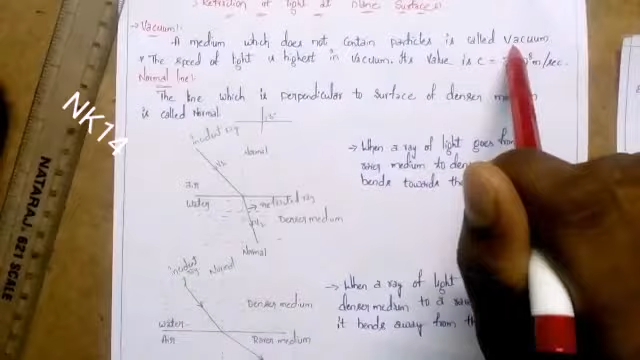 Refraction of light at plane Surfaces
→ Vacuum:
A medium which does not contain particles is called Vacuum.
* The speed of light is highest in vacuum. Its value is c = m/sec.
Normal line:
The line which is perpendicular to surface of denser
is called Normal.
NK14
incident ray
Normal
Air
Water
refracted ray
Denser medium
Normal
→ When a ray of light goes from
rarer medium to
bends towards the
Incident ray
Normal
Denser medium
Water
Air
Rarer medium
→ When a ray of light
denser medium to a
it bends away from
NATARAJ. 621 SCALE